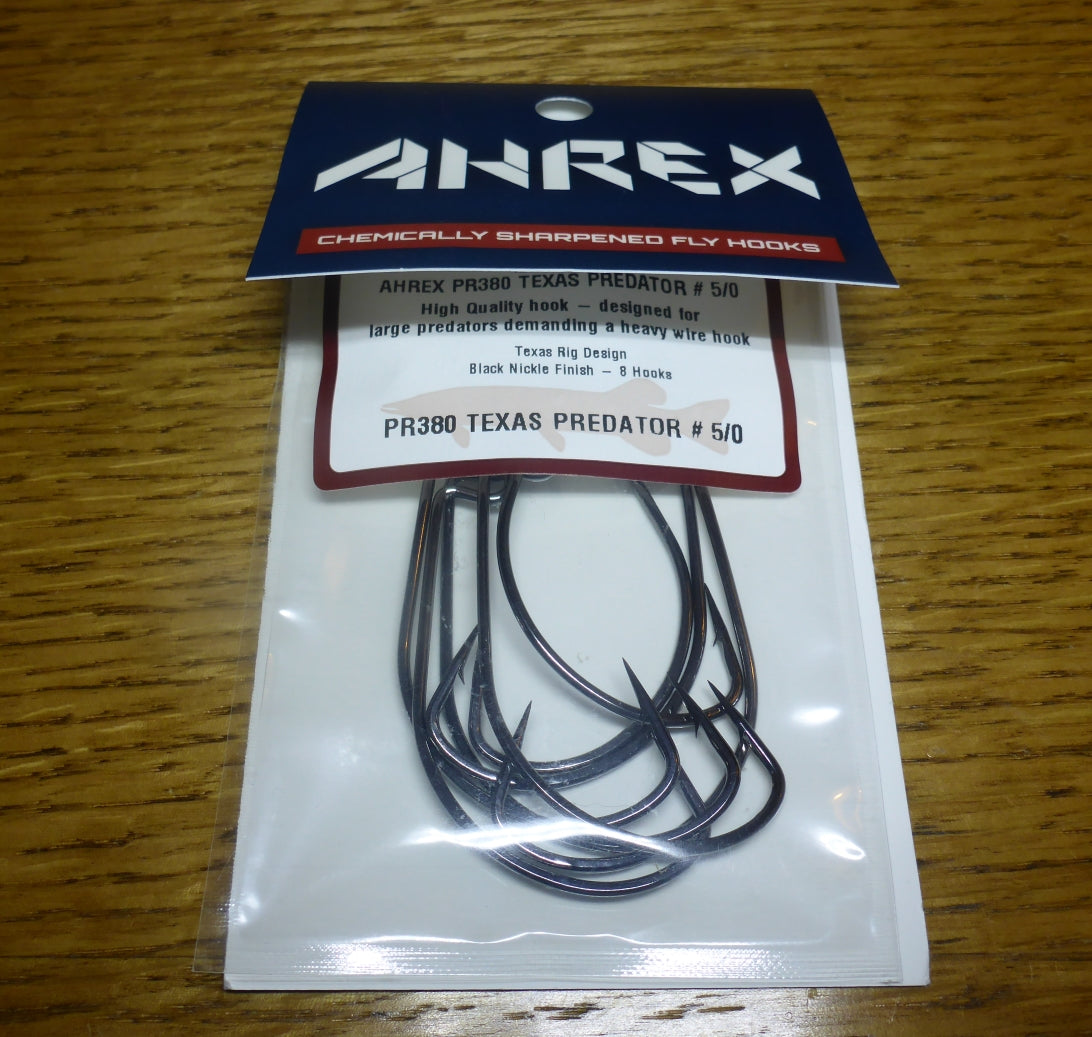 AHREX
CHEMICALLY SHARPENED FLY HOOKS
AHREX PR380 TEXAS PREDATOR # 5/0
High Quality hook – designed for
large predators demanding a heavy wire hook
Texas Rig Design
Black Nickle Finish – 8 Hooks
PR380 TEXAS PREDATOR # 5/0